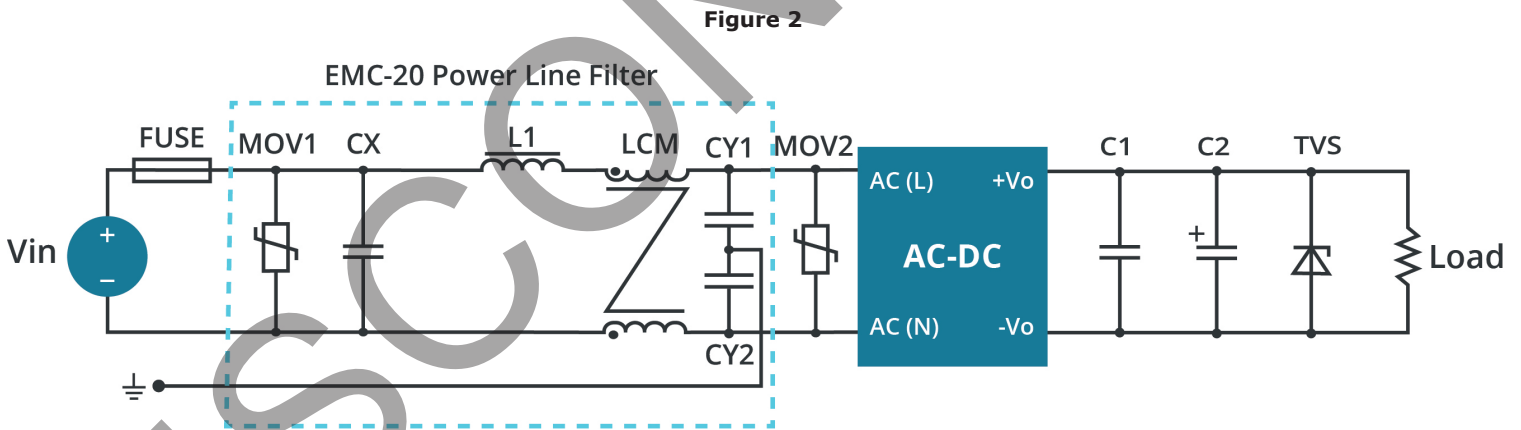 Figure 2
EMC-20 Power Line Filter
FUSE
MOV1
CX
L1
LCM
CY1
MOV2
C1
C2
TVS
AC (L)
+Vo
Vin
+
−
+
AC-DC
Load
AC (N)
-Vo
CY2